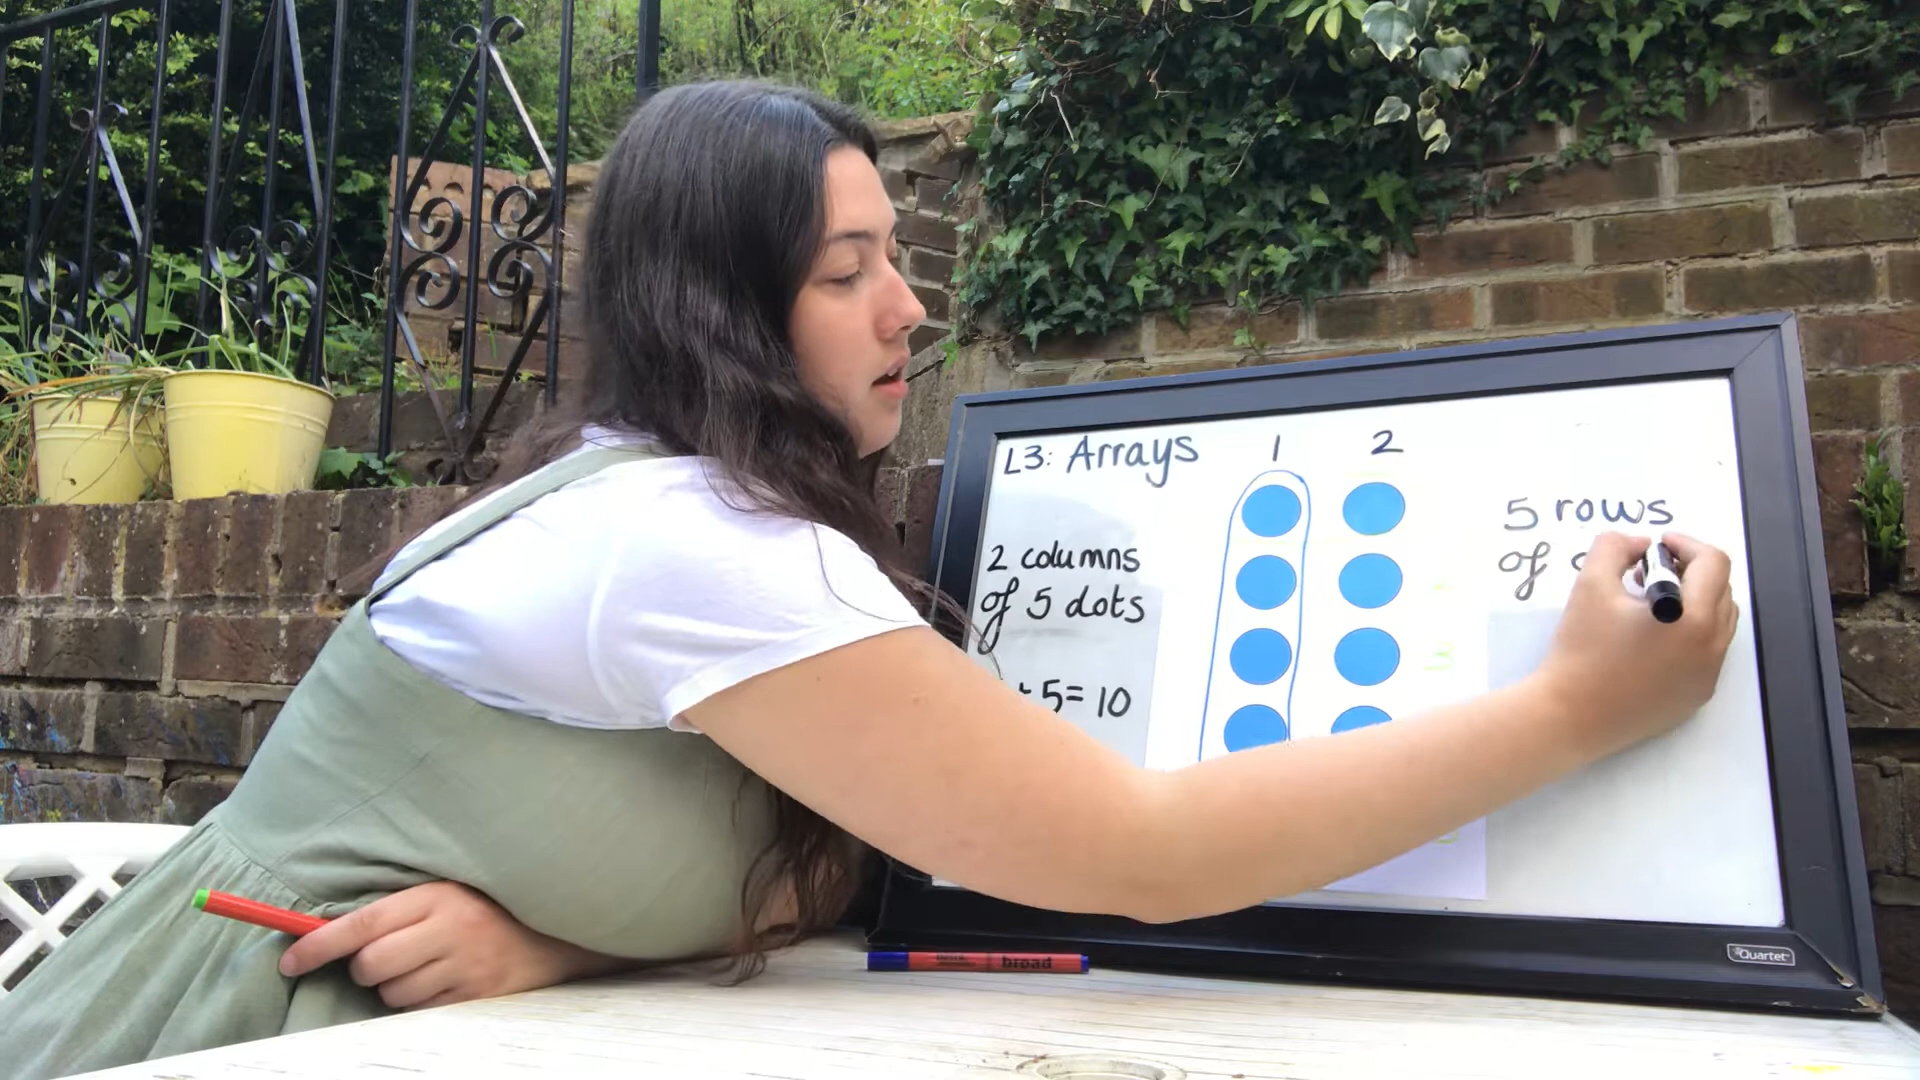 L3: Arrays
1 2
2 columns
of 5 dots
5 = 10
5 rows
of
broad
Quartet